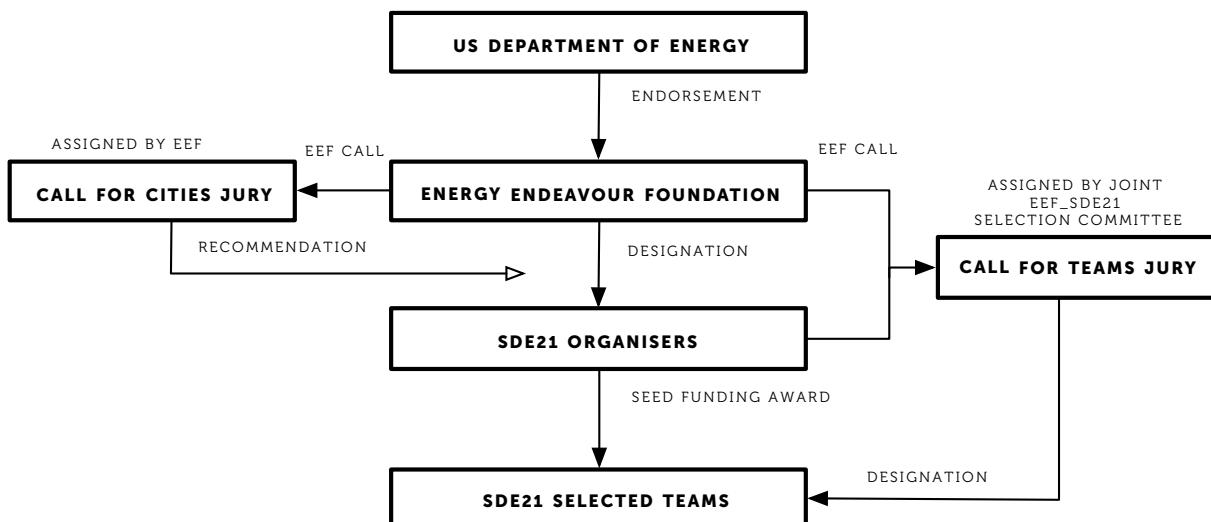 US DEPARTMENT OF ENERGY
ENDORSEMENT
ASSIGNED BY EEF
EEF CALL
EEF CALL
CALL FOR CITIES JURY
ENERGY ENDEAVOUR FOUNDATION
ASSIGNED BY JOINT
EEF_SDE21
SELECTION COMMITTEE
RECOMMENDATION
DESIGNATION
CALL FOR TEAMS JURY
SDE21 ORGANISERS
SEED FUNDING AWARD
DESIGNATION
SDE21 SELECTED TEAMS